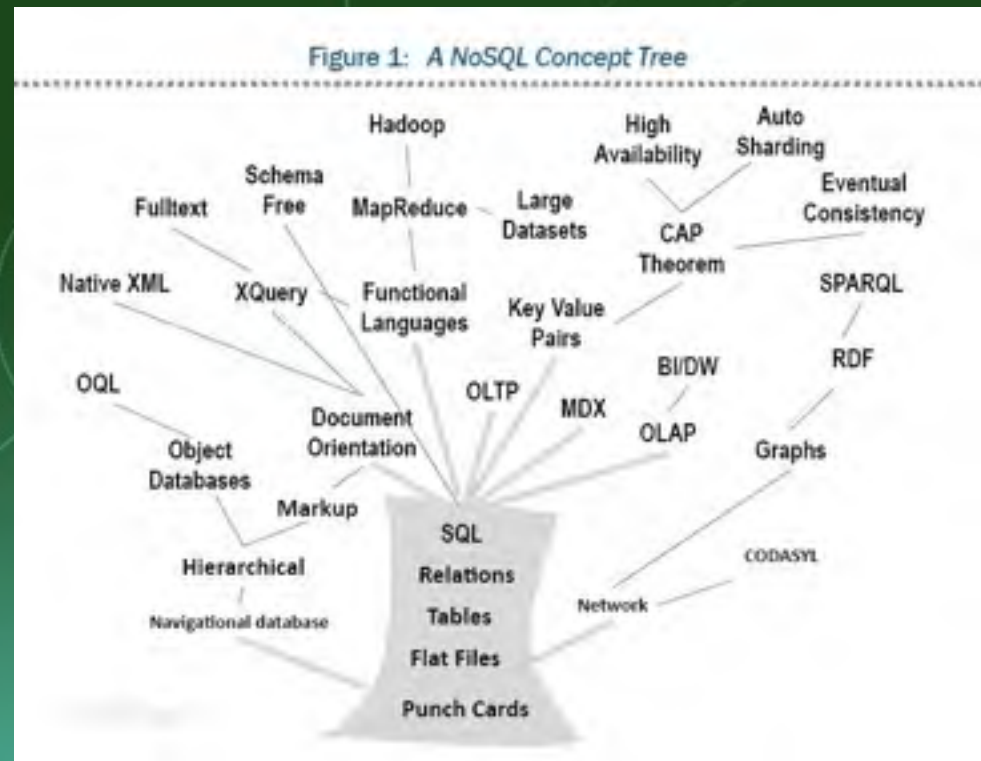 Figure 1: A NoSQL Concept Tree
Hadoop
High
Availability
Auto
Sharding
Schema
Free
Fulltext
MapReduce
Large
Datasets
Eventual
Consistency
CAP
Theorem
Native XML
XQuery
Functional
Languages
Key Value
Pairs
SPARQL
OQL
OLTP
BI/DW
RDF
MDX
Document
Orientation
OLAP
Object
Databases
Graphs
Markup
SQL
Hierarchical
CODASYL
Relations
Navigational database
Tables
Network
Flat Files
Punch Cards